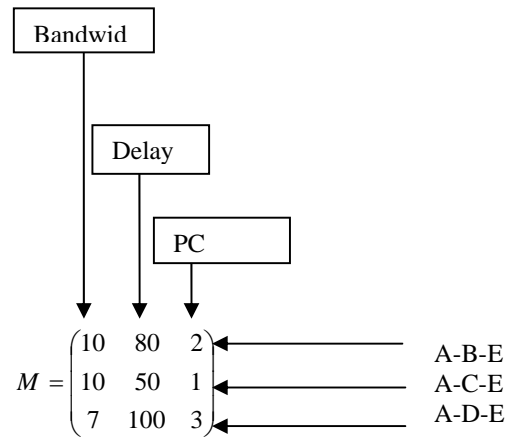 Bandwid
Delay
PC
10 80 2
A-B-E
M = 10 50 1
A-C-E
7 100 3
A-D-E